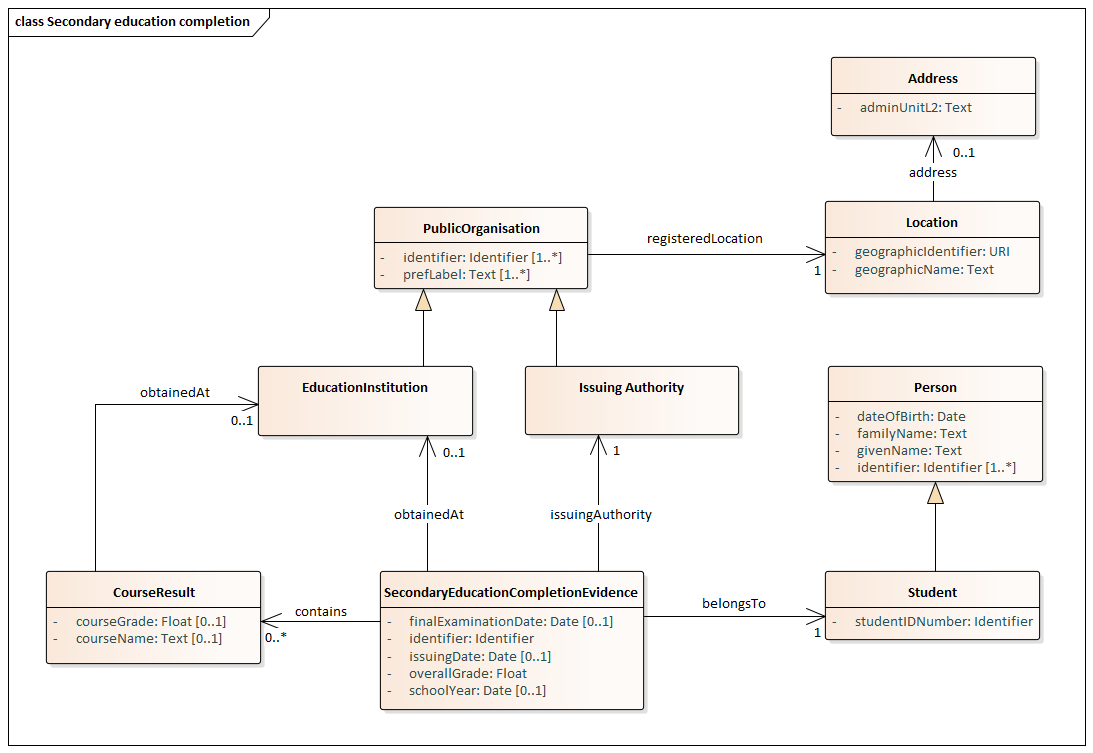 class Secondary education completion
Address
- adminUnitL2: Text
0..1
address
PublicOrganisation
- identifier: Identifier [1..*]
- prefLabel: Text [1..*]
registeredLocation
1
Location
- geographicIdentifier: URI
- geographicName: Text
obtainedAt
0..1
EducationInstitution
Issuing Authority
Person
- dateOfBirth: Date
- familyName: Text
- givenName: Text
- identifier: Identifier [1..*]
0..1
1
obtainedAt
issuingAuthority
CourseResult
- courseGrade: Float [0..1]
- courseName: Text [0..1]
contains
0..*
SecondaryEducationCompletionEvidence
- finalExaminationDate: Date [0..1]
- identifier: Identifier
- issuingDate: Date [0..1]
- overallGrade: Float
- schoolYear: Date [0..1]
belongsTo
1
Student
- studentIDNumber: Identifier